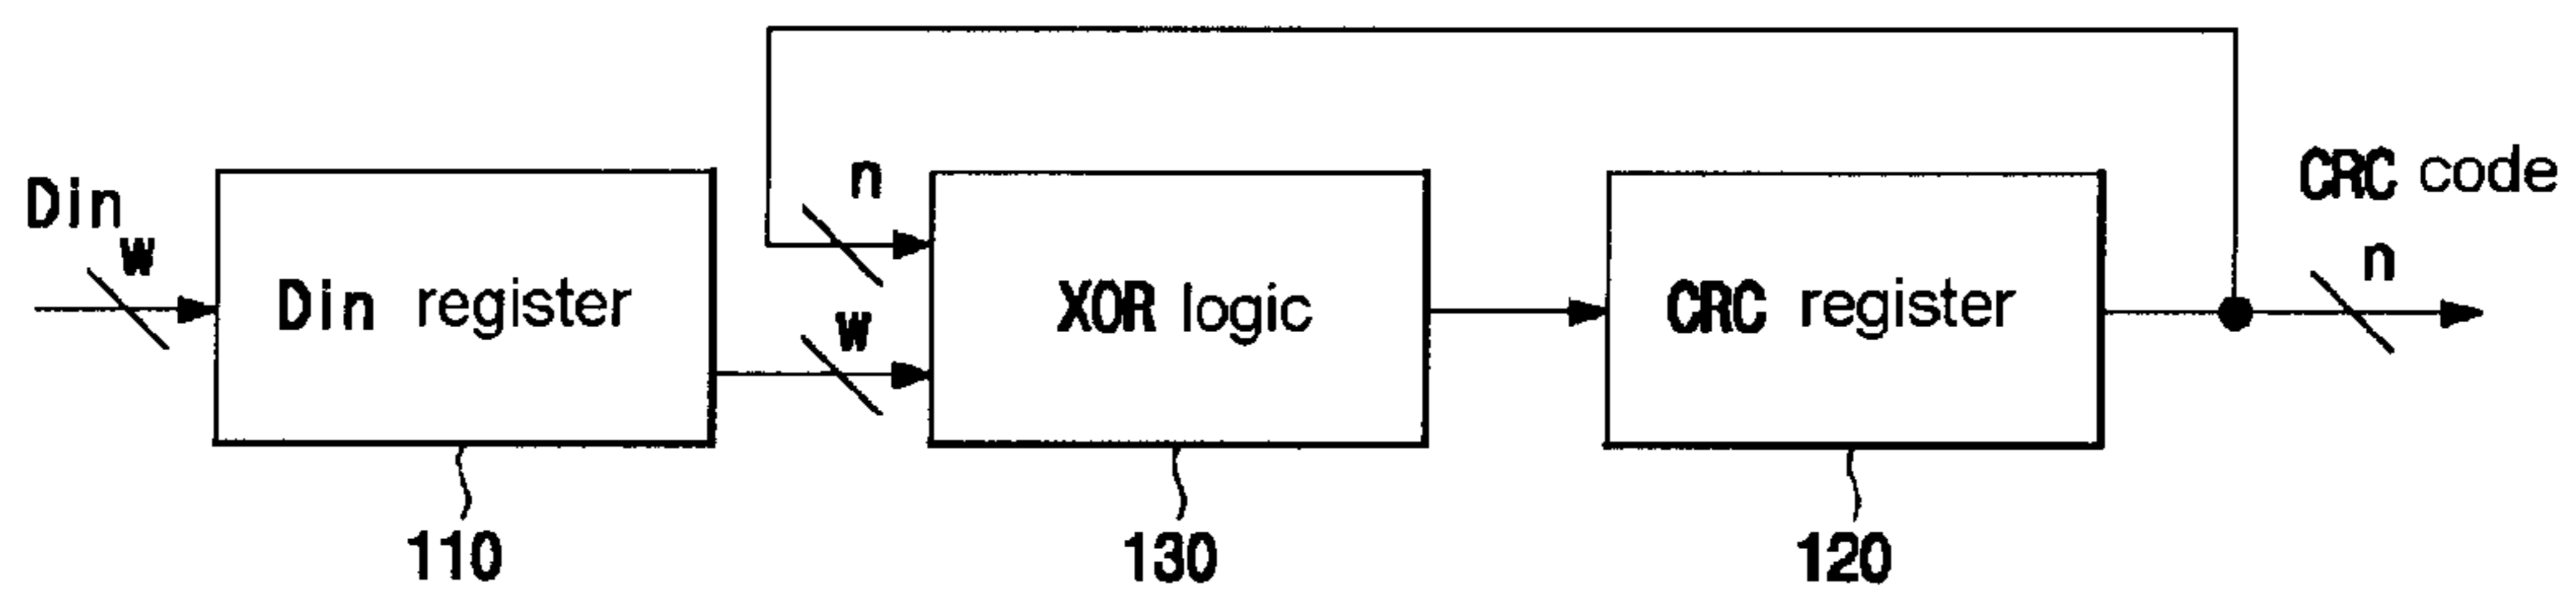 Din
w
Din register
n
w
XOR logic
CRC register
CRC code
n
110
130
120